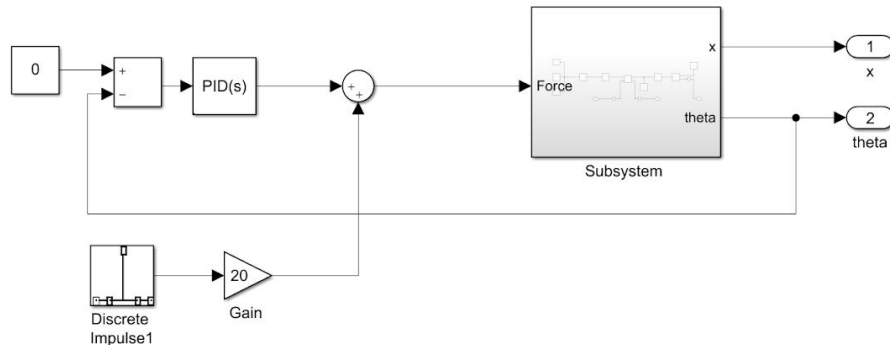 0
+
−
PID(s)
+
+
Force
x
theta
Subsystem
1
x
2
theta
Discrete
Impulse1
20
Gain